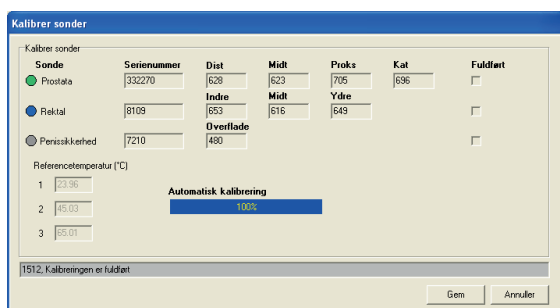 Kalibrer sonder
Kalibrer sonder
Sonde Serienummer Dist Midt Proks Kat Fuldført
Prostata 332270 628 623 705 696
Indre Midt Ydre
Rektal 8109 653 616 649
Overflade
Penissikkerhed 7210 480
Referencetemperatur (°C)
1 23.96
Automatisk kalibrering
2 45.03 100%
3 65.01
1512, Kalibreringen er fuldført
Gem Annuller